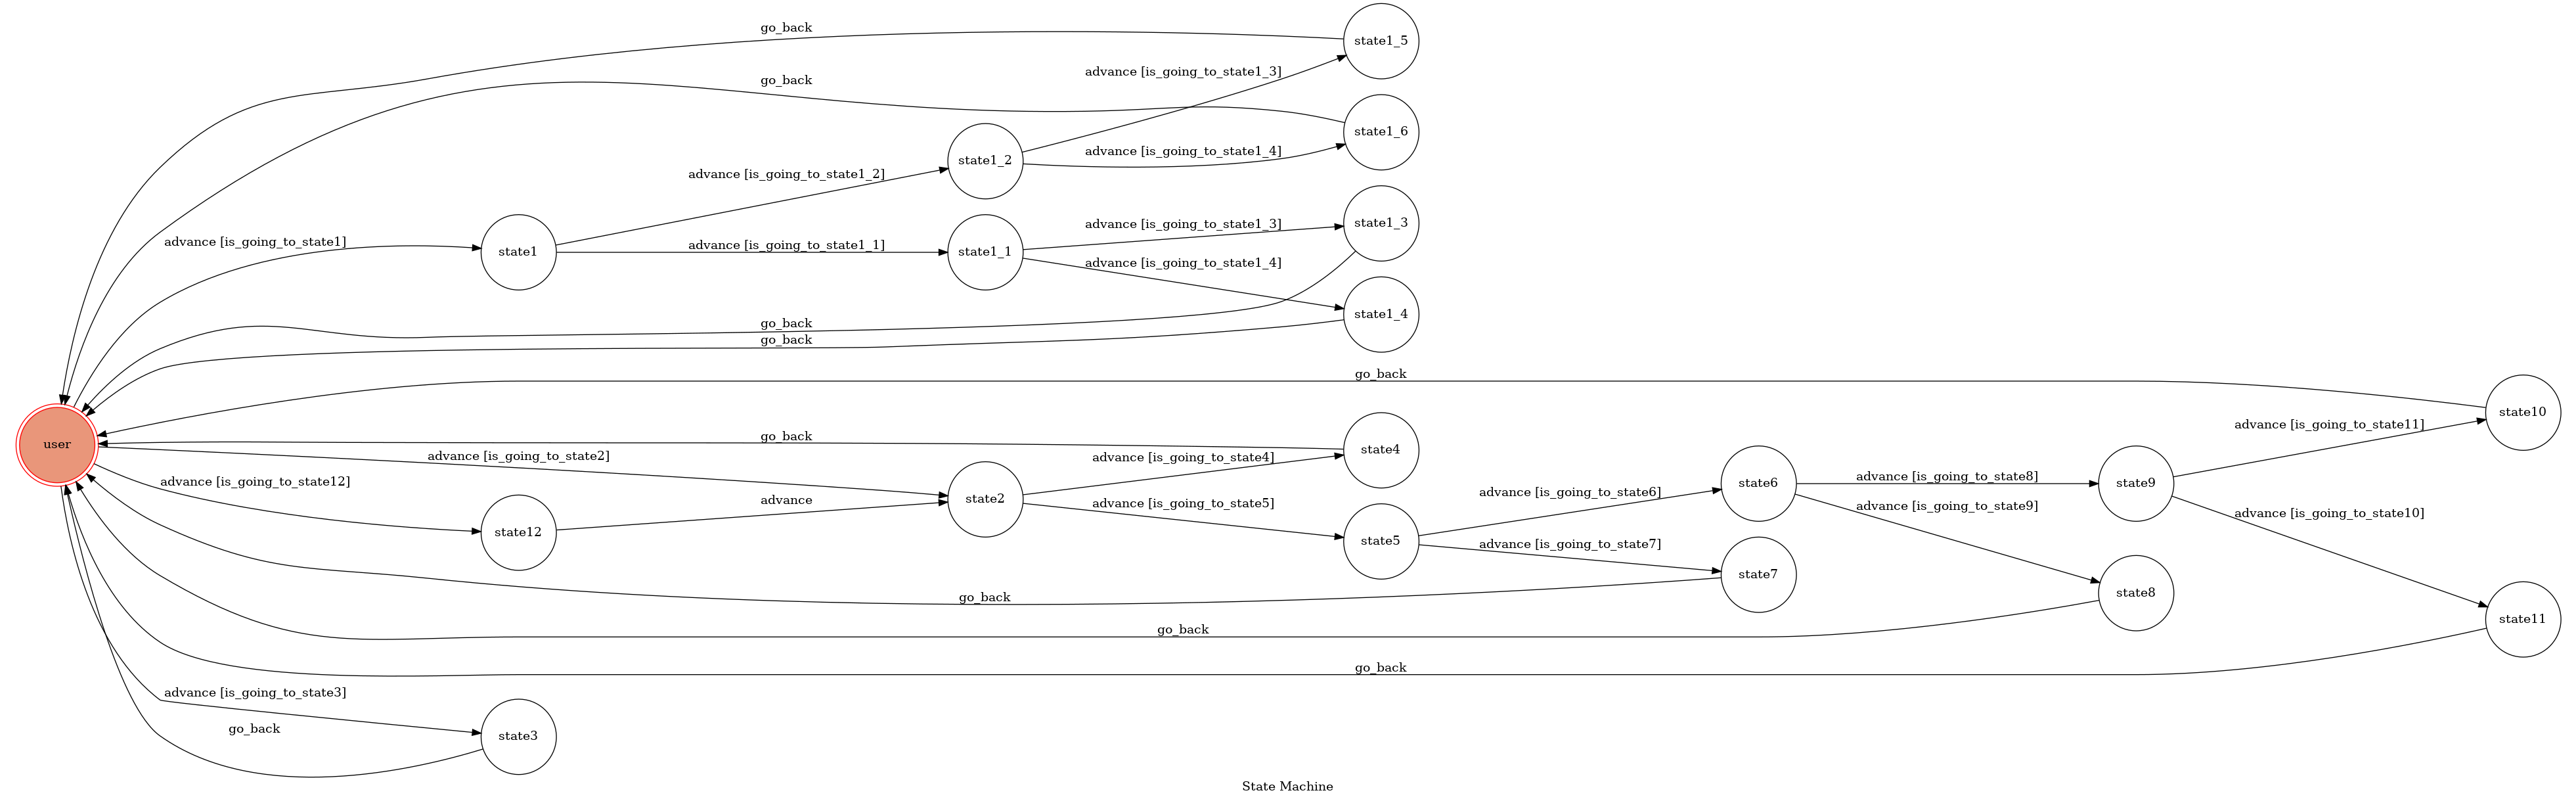 go_back
state1_5
advance [is_going_to_state1_3]
go_back
state1_6
advance [is_going_to_state1_4]
state1_2
advance [is_going_to_state1_2]
state1_3
advance [is_going_to_state1_3]
advance [is_going_to_state1]
advance [is_going_to_state1_1]
state1
state1_1
advance [is_going_to_state1_4]
state1_4
go_back
go_back
go_back
state10
advance [is_going_to_state11]
go_back
user
state4
advance [is_going_to_state2]
advance [is_going_to_state4]
advance [is_going_to_state12]
advance [is_going_to_state8]
state6
state9
advance [is_going_to_state6]
advance
state2
advance [is_going_to_state5]
advance [is_going_to_state9]
advance [is_going_to_state10]
state12
state5
advance [is_going_to_state7]
state7
state8
go_back
state11
go_back
go_back
advance [is_going_to_state3]
go_back
state3
State Machine